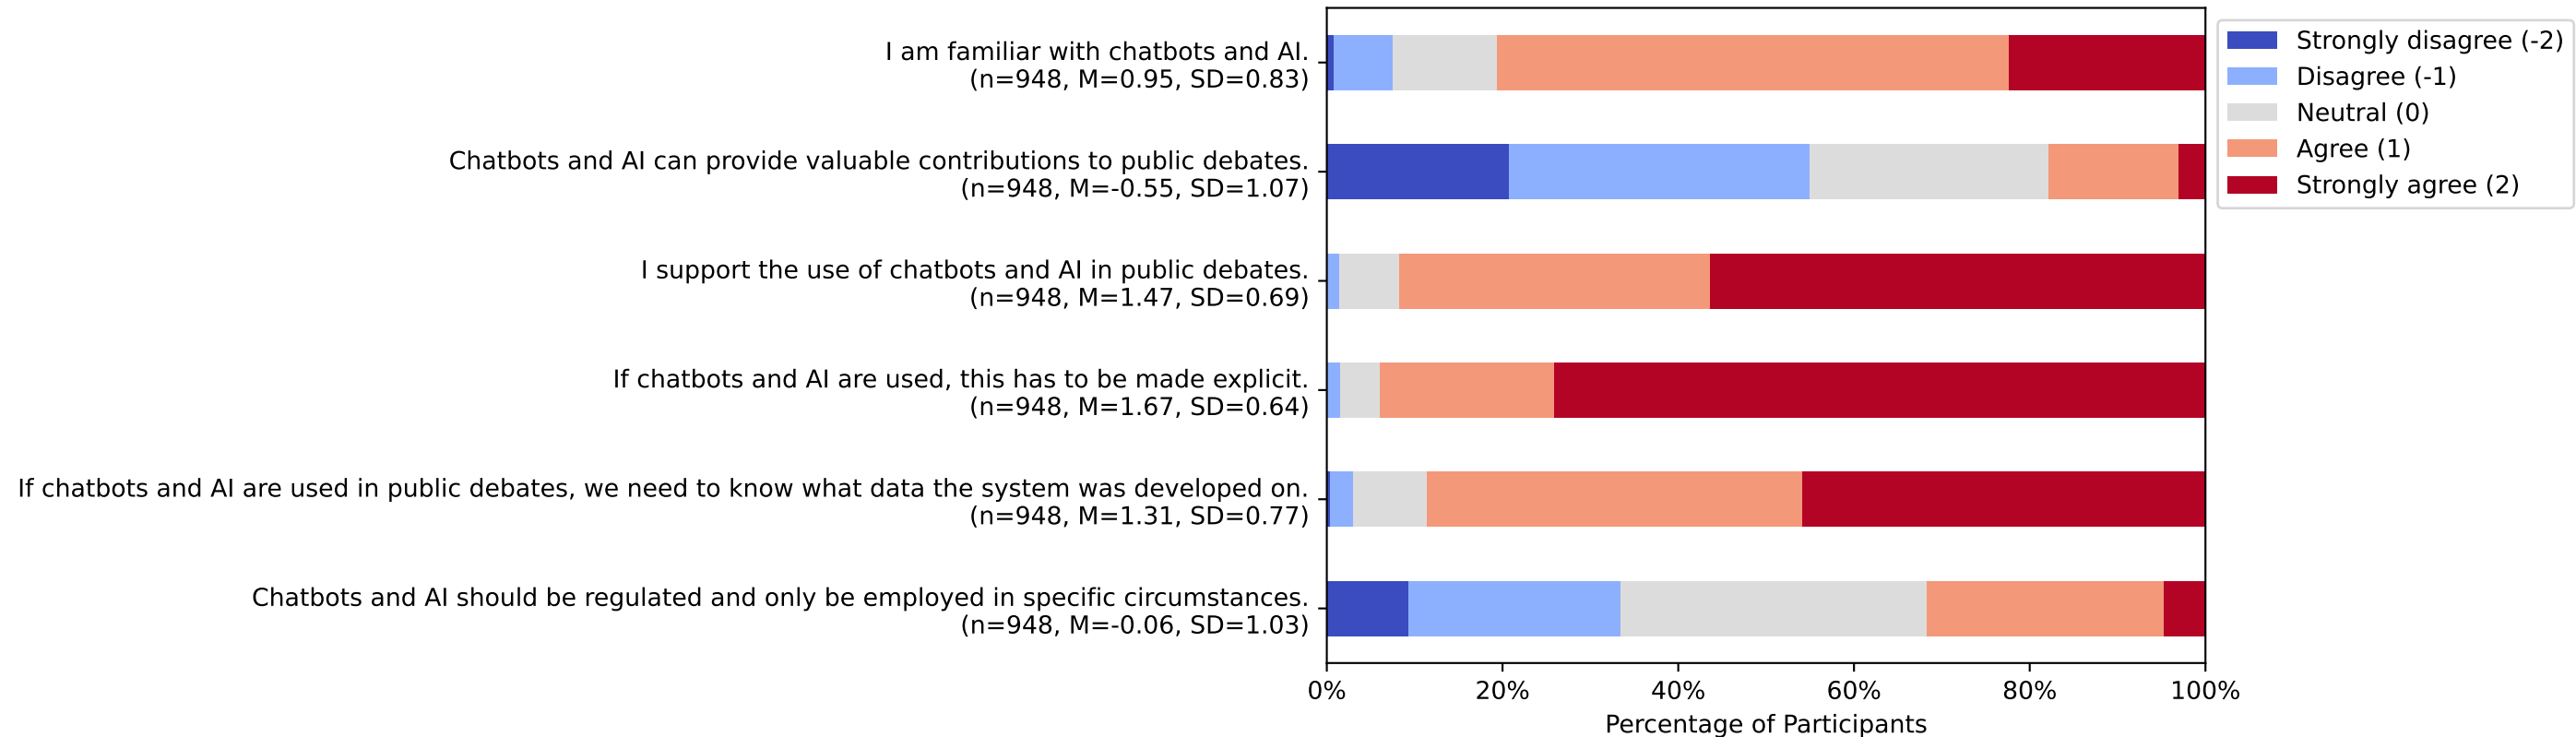 I am familiar with chatbots and AI.
(n=948, M=0.95, SD=0.83)
Chatbots and AI can provide valuable contributions to public debates.
(n=948, M=-0.55, SD=1.07)
I support the use of chatbots and AI in public debates.
(n=948, M=1.47, SD=0.69)
If chatbots and AI are used, this has to be made explicit.
(n=948, M=1.67, SD=0.64)
If chatbots and AI are used in public debates, we need to know what data the system was developed on.
(n=948, M=1.31, SD=0.77)
Chatbots and AI should be regulated and only be employed in specific circumstances.
(n=948, M=-0.06, SD=1.03)
0% 20% 40% 60% 80% 100%
Percentage of Participants
Strongly disagree (-2)
Disagree (-1)
Neutral (0)
Agree (1)
Strongly agree (2)